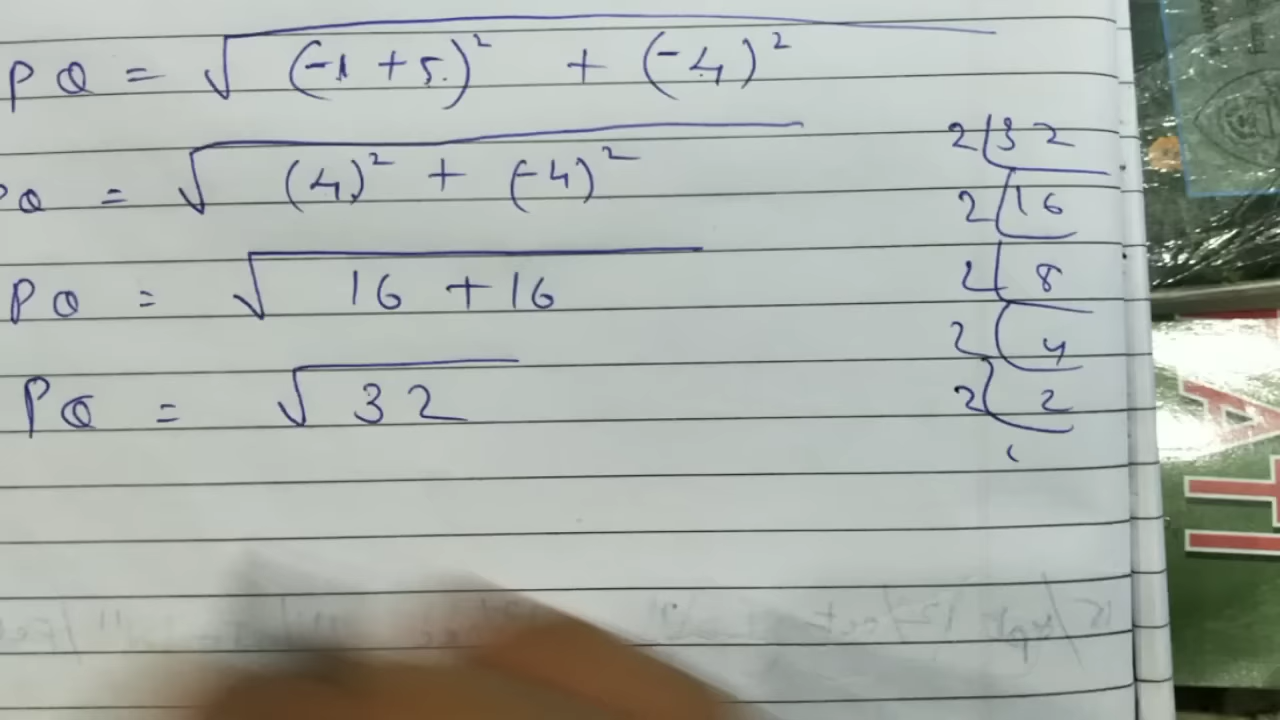 PQ = √(-1 + 5)² + (-4)²
PQ = √(4)² + (-4)²
PQ = √16 + 16
PQ = √32
2 | 32
2 | 16
2 | 8
2 | 4
2 | 2
1
ATI